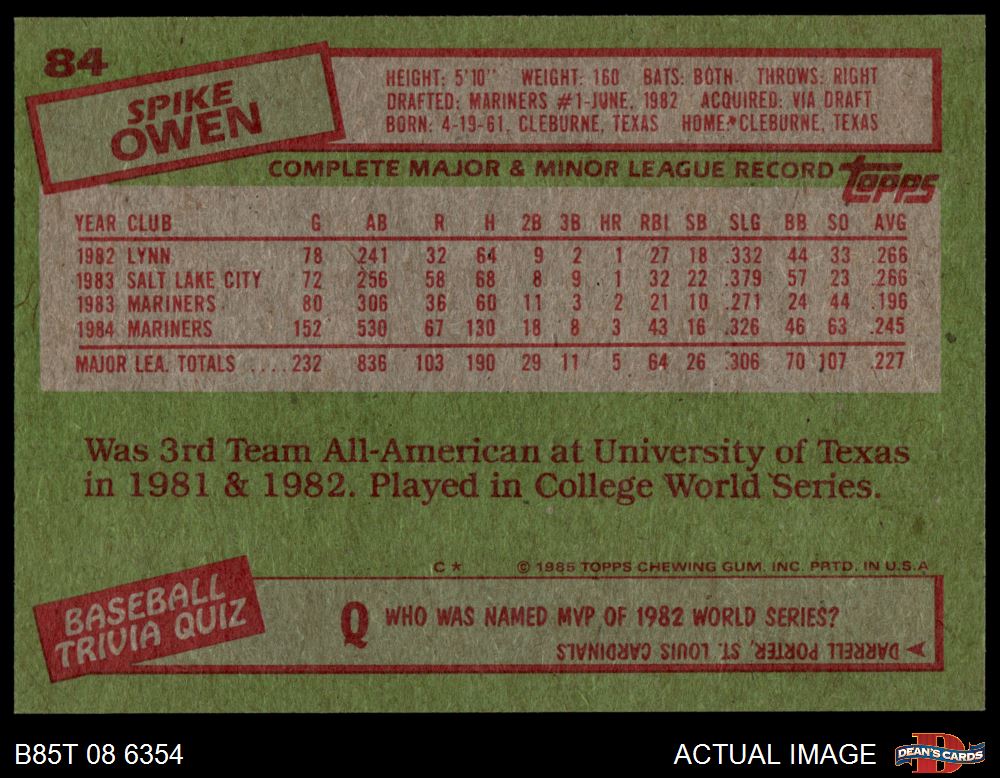 84
SPIKE
OWEN
HEIGHT: 5'10" WEIGHT: 160 BATS: BOTH THROWS: RIGHT
DRAFTED: MARINERS #1-JUNE, 1982 ACQUIRED: VIA DRAFT
BORN: 4-19-61, CLEBURNE, TEXAS HOME: CLEBURNE, TEXAS
COMPLETE MAJOR & MINOR LEAGUE RECORD
topps
YEAR CLUB G AB R H 2B 3B HR RBI SB SLG BB SO AVG
1982 LYNN 78 241 32 64 9 2 1 27 18 .332 44 33 .266
1983 SALT LAKE CITY 72 256 58 68 8 9 1 32 22 .379 57 23 .266
1983 MARINERS 80 306 36 60 11 3 2 21 10 .271 24 44 .196
1984 MARINERS 152 530 67 130 18 8 3 43 16 .326 46 63 .245
MAJOR LEA. TOTALS ....232 836 103 190 29 11 5 64 26 .306 70 107 .227
Was 3rd Team All-American at University of Texas
in 1981 & 1982. Played in College World Series.
C * © 1985 TOPPS CHEWING GUM, INC. PRTD. IN U.S.A
BASEBALL
TRIVIA QUIZ
Q WHO WAS NAMED MVP OF 1982 WORLD SERIES?
DARRELL PORTER, ST. LOUIS CARDINALS
B85T 08 6354
ACTUAL IMAGE
DEAN'S CARDS